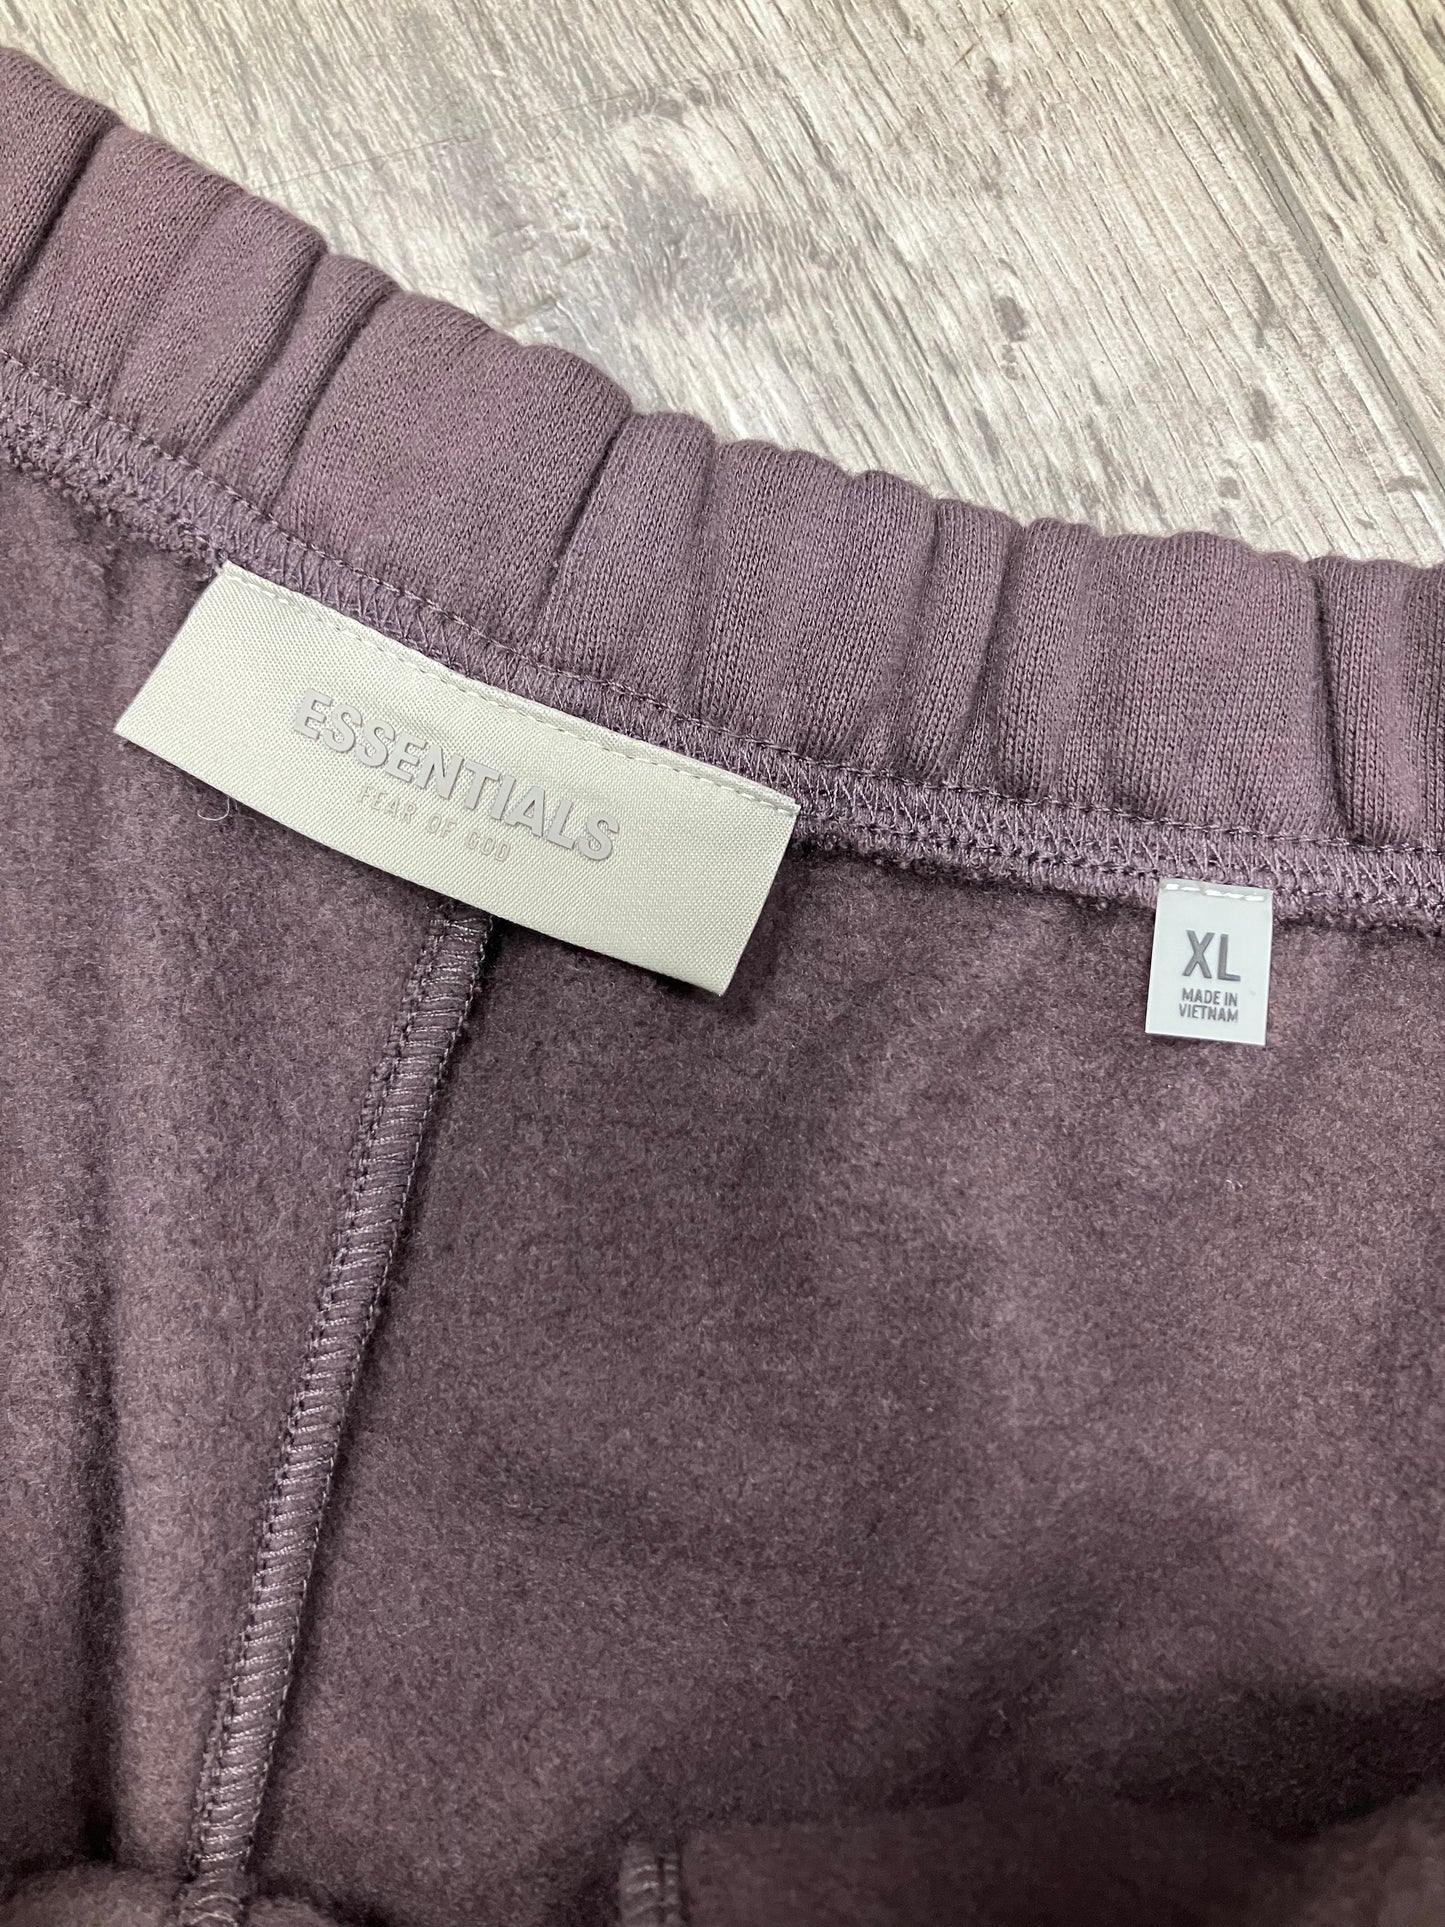 ESSENTIALS
FEAR OF GOD
XL
MADE IN
VIETNAM